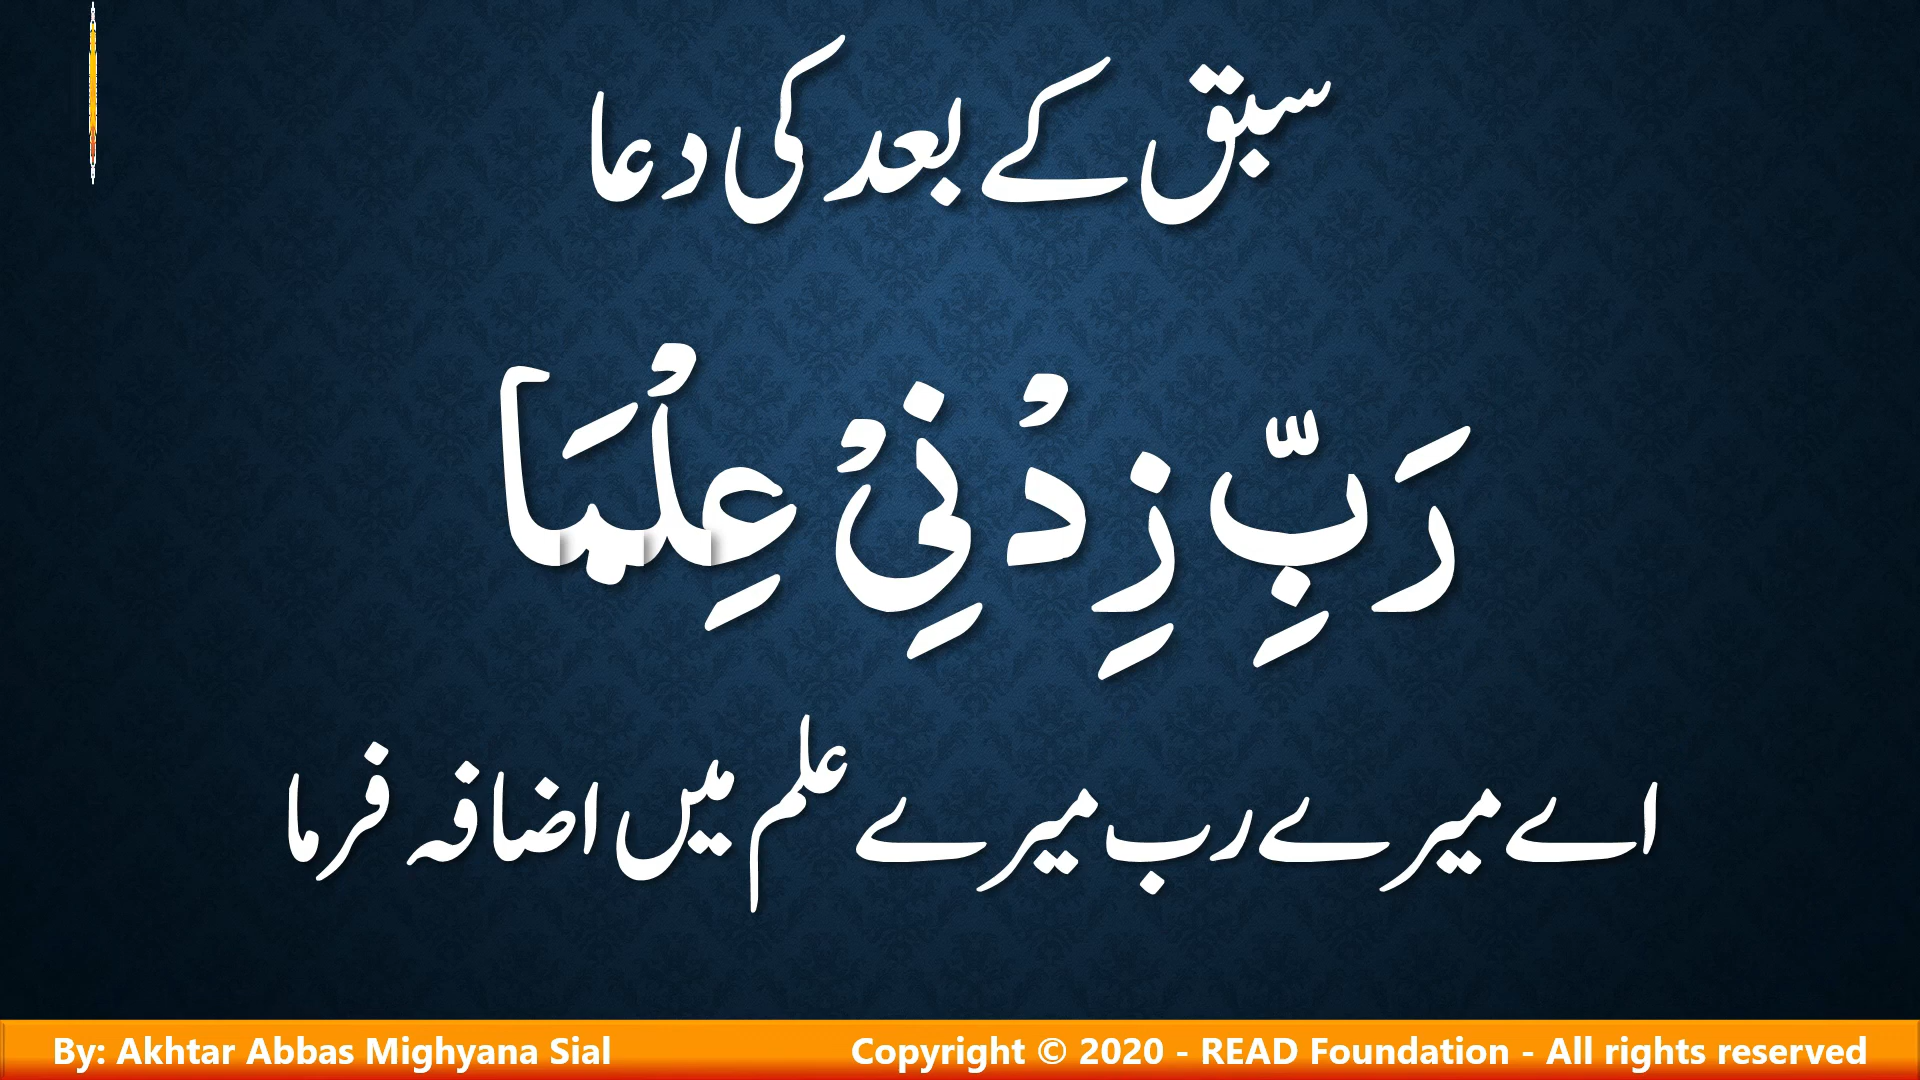 سبق کے بعد کی دعا
رَبِّ زِدْنِیْ عِلْمَا
اے میرے رب میرے علم میں اضافہ فرما
By: Akhtar Abbas Mighyana Sial
Copyright © 2020 - READ Foundation - All rights reserved